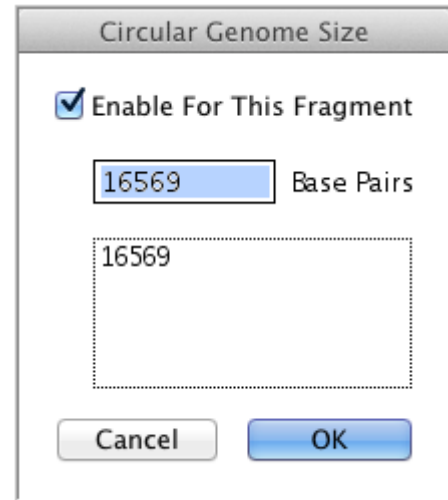 Circular Genome Size
Enable For This Fragment
16569 Base Pairs
16569
Cancel OK